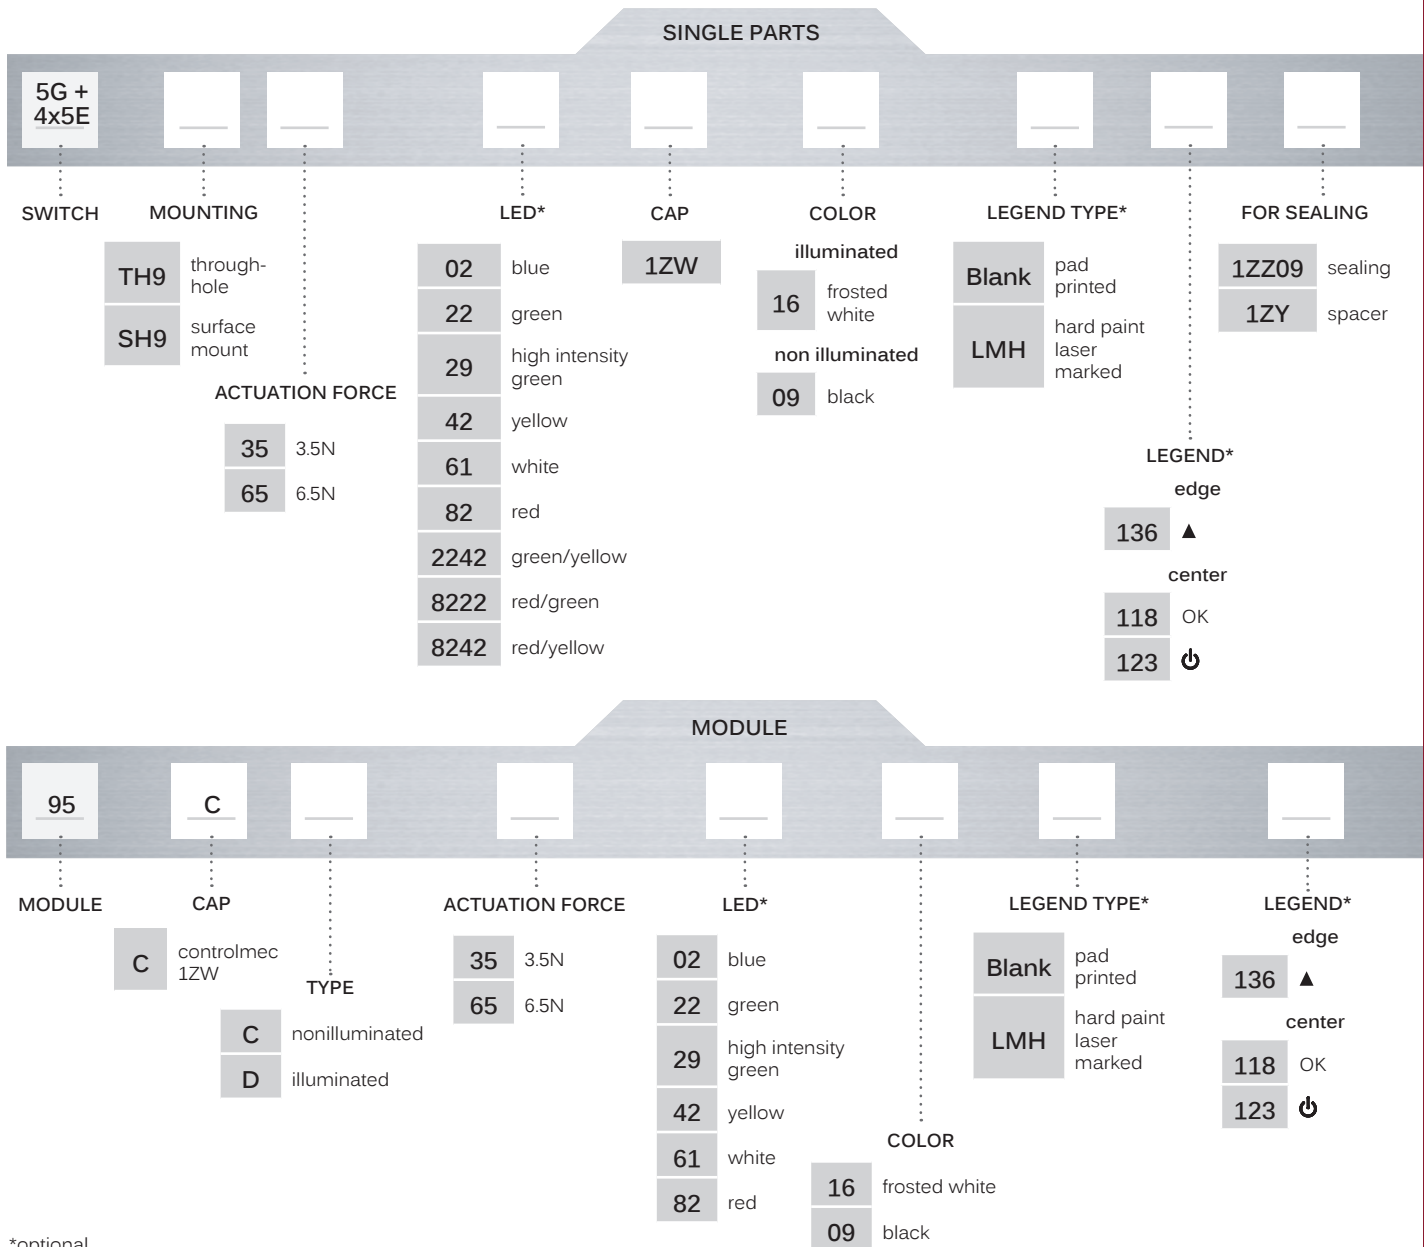 SINGLE PARTS
5G +
4x5E
SWITCH
MOUNTING
TH9 through-
hole
SH9 surface
mount
ACTUATION FORCE
35 3.5N
65 6.5N
LED*
02 blue
22 green
29 high intensity
green
42 yellow
61 white
82 red
2242 green/yellow
8222 red/green
8242 red/yellow
CAP
1ZW
COLOR
illuminated
16 frosted
white
non illuminated
09 black
LEGEND TYPE*
Blank pad
printed
LMH hard paint
laser
marked
LEGEND*
edge
136 ▲
center
118 OK
123 ⏻
FOR SEALING
1ZZ09 sealing
1ZY spacer
MODULE
95
C
MODULE
CAP
C controlmec
1ZW
TYPE
C nonilluminated
D illuminated
ACTUATION FORCE
35 3.5N
65 6.5N
LED*
02 blue
22 green
29 high intensity
green
42 yellow
61 white
82 red
COLOR
16 frosted white
09 black
LEGEND TYPE*
Blank pad
printed
LMH hard paint
laser
marked
LEGEND*
edge
136 ▲
center
118 OK
123 ⏻
*optional